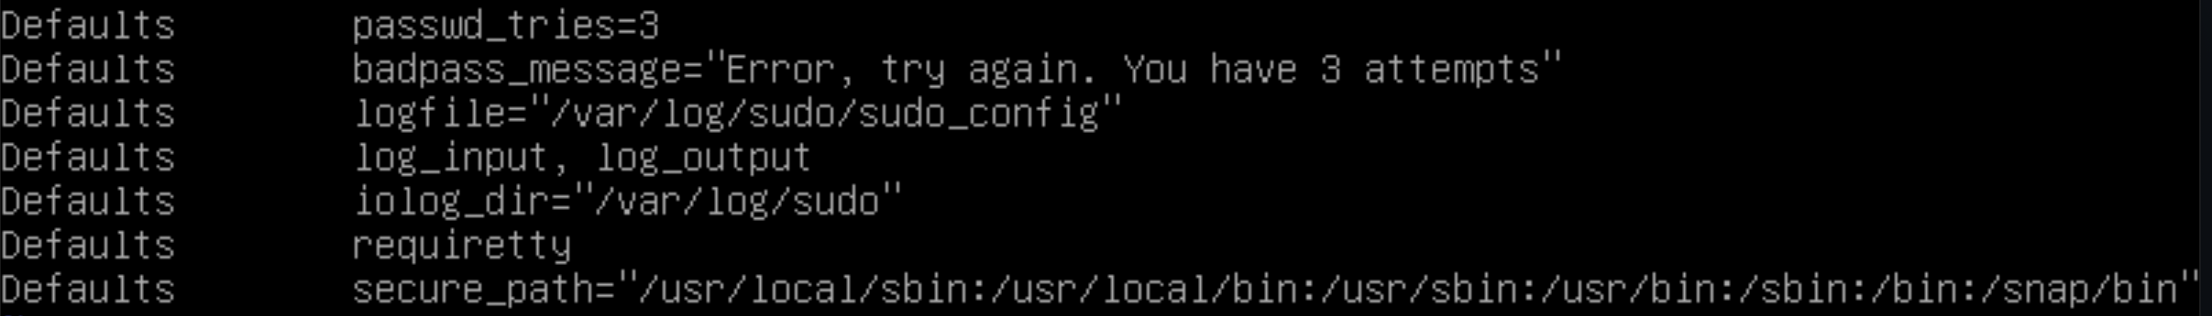 Defaults passwd_tries=3
Defaults badpass_message="Error, try again. You have 3 attempts"
Defaults logfile="/var/log/sudo/sudo_config"
Defaults log_input, log_output
Defaults iolog_dir="/var/log/sudo"
Defaults requiretty
Defaults secure_path="/usr/local/sbin:/usr/local/bin:/usr/sbin:/usr/bin:/sbin:/bin:/snap/bin"